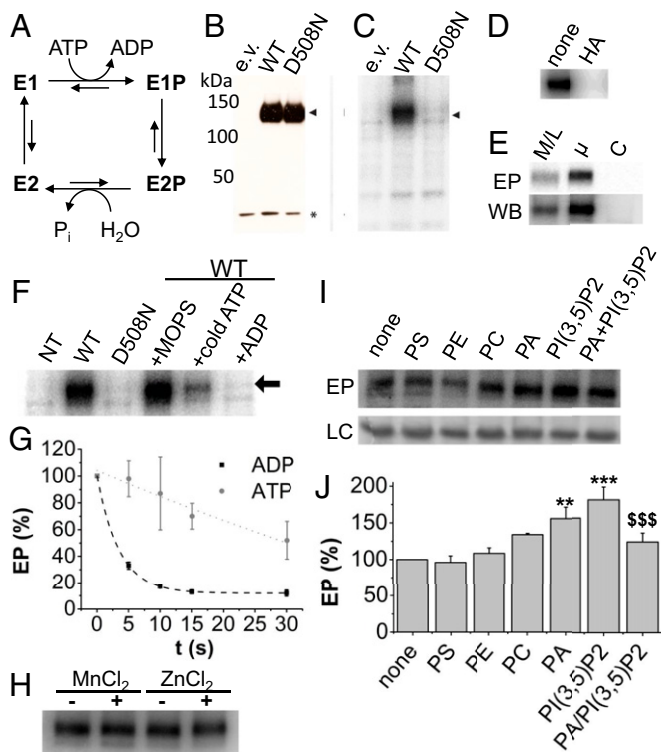 A
ATP ADP
E1 E1P
E2 E2P
Pi H2O
B
e.v. WT D508N
kDa
150
100
50
*
C
e.v. WT D508N
D
none HA
E
M/L µ C
EP
WB
F
WT
NT WT D508N +MOPS +cold ATP +ADP
G
EP (%)
120
100
80
60
40
20
0
ADP
ATP
0 5 10 15 20 25 30
t (s)
H
MnCl2 ZnCl2
- + - +
I
none PS PE PC PA PI(3,5)P2 PA+PI(3,5)P2
EP
LC
J
EP (%)
200
150
100
50
0
** *** $$$
none PS PE PC PA PI(3,5)P2 PA/PI(3,5)P2